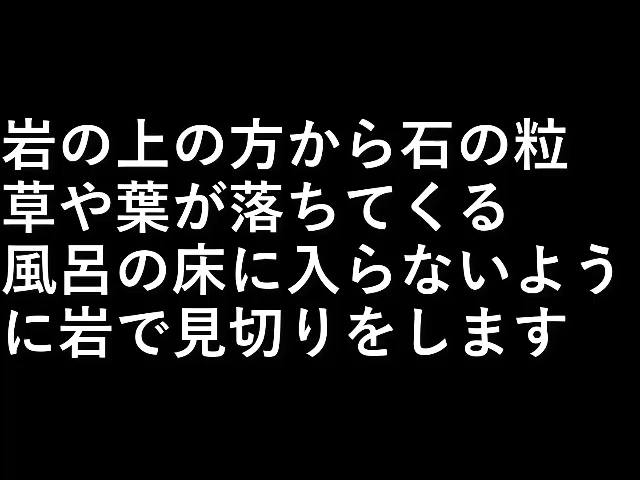 岩の上の方から石の粒
草や葉が落ちてくる
風呂の床に入らないよう
に岩で見切りをします